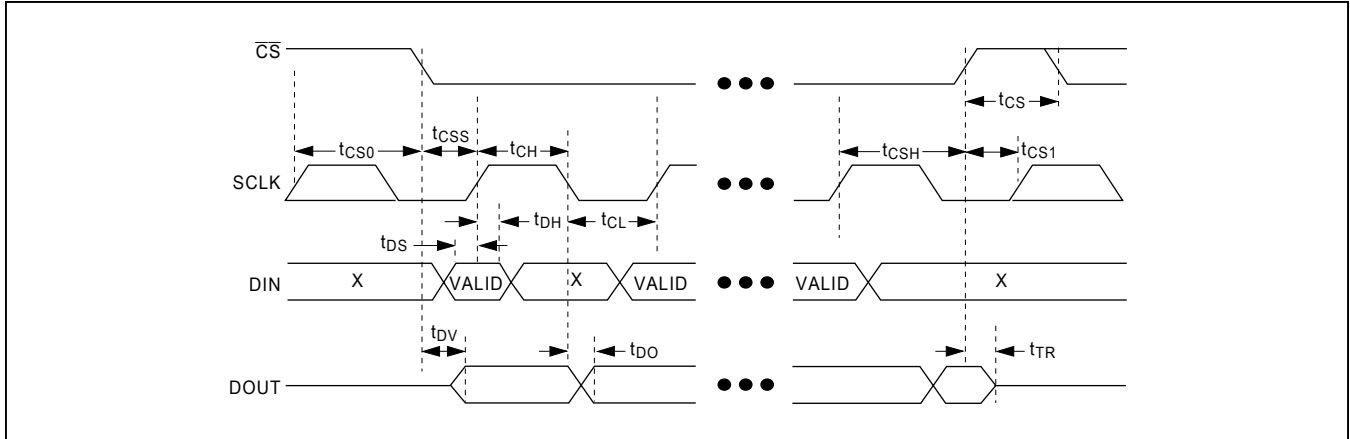 CS
tCS
tCSS
tCS0
tCH
tCSH
tCS1
SCLK
tDH
tCL
tDS
DIN
X
VALID
X
VALID
VALID
X
tDV
tDO
tTR
DOUT